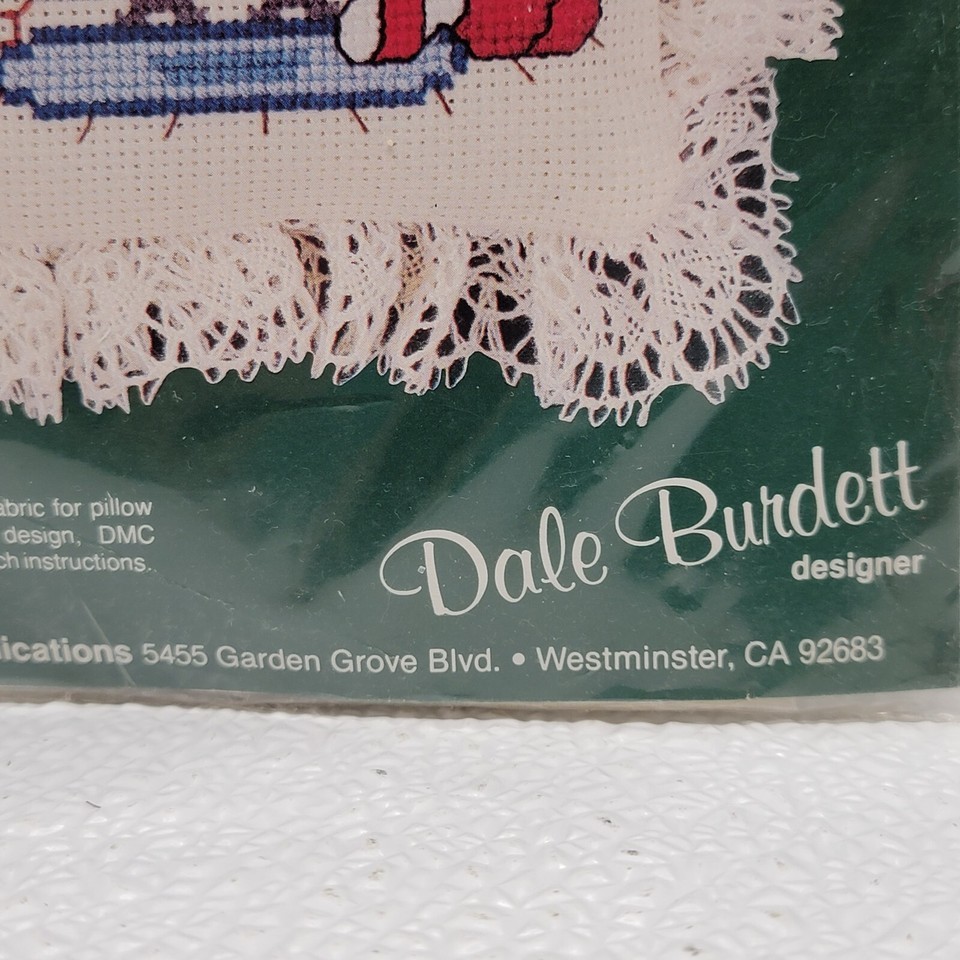 abric for pillow
design, DMC
ch instructions.
Dale Burdett
designer
ications 5455 Garden Grove Blvd. • Westminster, CA 92683